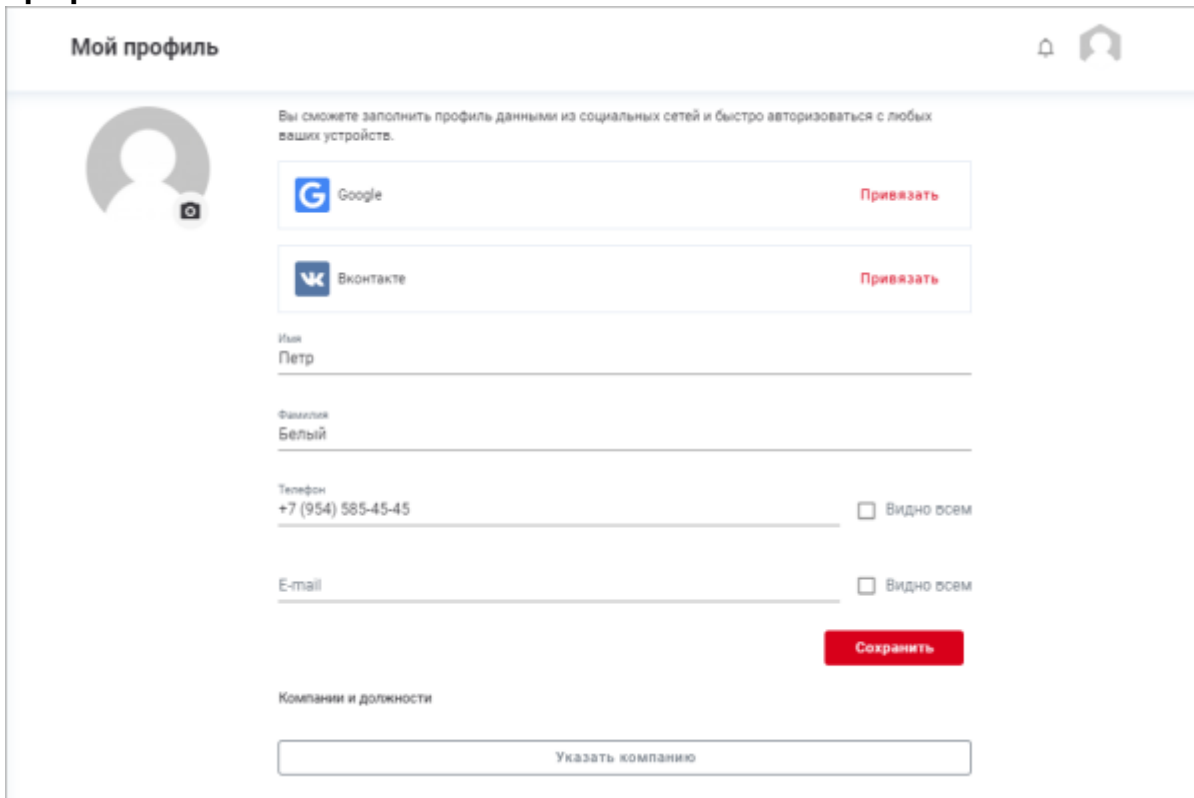 Мой профиль
Вы сможете заполнить профиль данными из социальных сетей и быстро авторизоваться с любых
ваших устройств.
G Google Привязать
Вконтакте Привязать
Имя
Петр
Фамилия
Белый
Телефон
+7 (954) 585-45-45 Видно всем
E-mail Видно всем
Сохранить
Компании и должности
Указать компанию